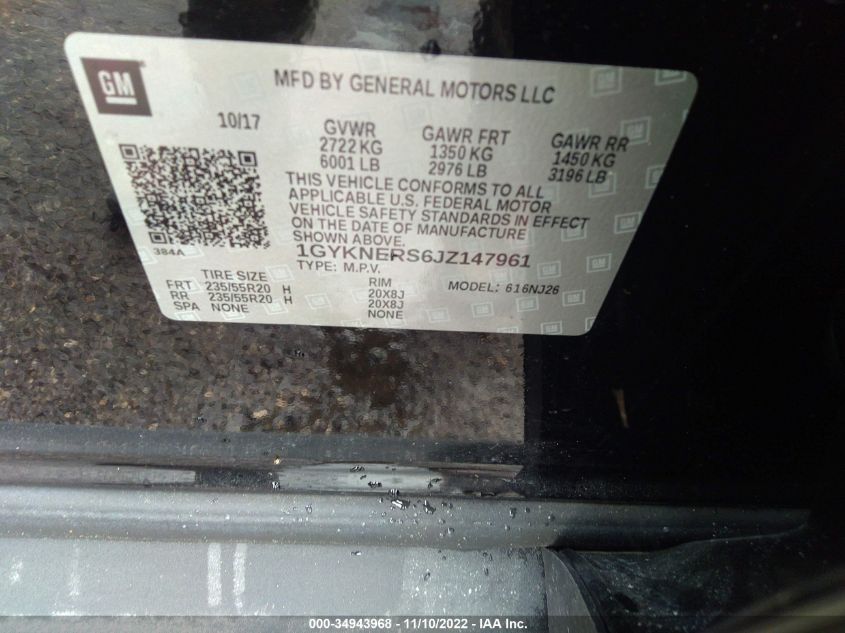 GM
MFD BY GENERAL MOTORS LLC
10/17
GVWR
2722 KG
6001 LB
GAWR FRT
1350 KG
2976 LB
GAWR RR
1450 KG
3196 LB
THIS VEHICLE CONFORMS TO ALL
APPLICABLE U.S. FEDERAL MOTOR
VEHICLE SAFETY STANDARDS IN EFFECT
ON THE DATE OF MANUFACTURE
SHOWN ABOVE.
384A
1GYKNERS6JZ147961
TYPE: M.P.V.
MODEL: 616NJ26
TIRE SIZE RIM
FRT 235/55R20 H 20X8J
RR 235/55R20 H 20X8J
SPA NONE NONE
000-34943968 - 11/10/2022 - IAA Inc.